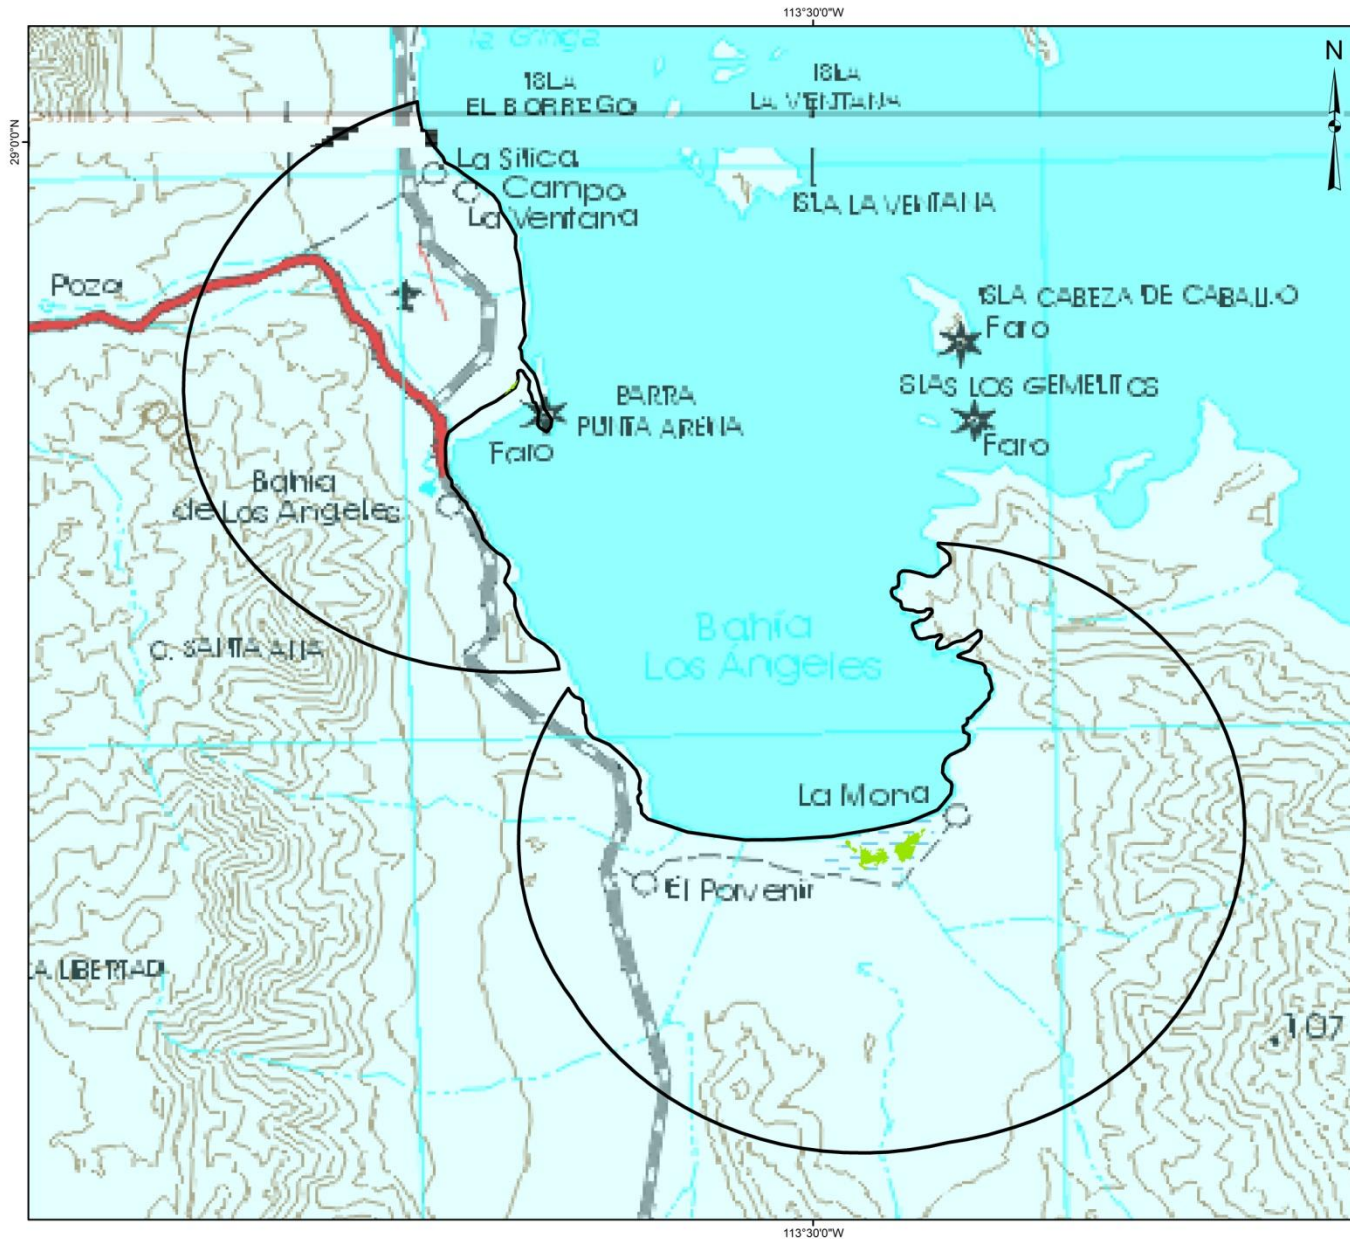 113°30'0"W
la Gringa
N
ISLA
EL BORREGO
ISLA
LA VENTANA
29°0'0"N
La Silica
Campo
La Ventana
ISLA LA VENTANA
Poza
ISLA CABEZA DE CABALLO
Faro
ISLAS LOS GEMELITOS
BARRA
PUNTA ARENA
Faro
Faro
Bahía
de Los Angeles
Bahía
Los Ángeles
C. SANTA ANA
La Mona
El Porvenir
LA LIBERTAD
107
113°30'0"W